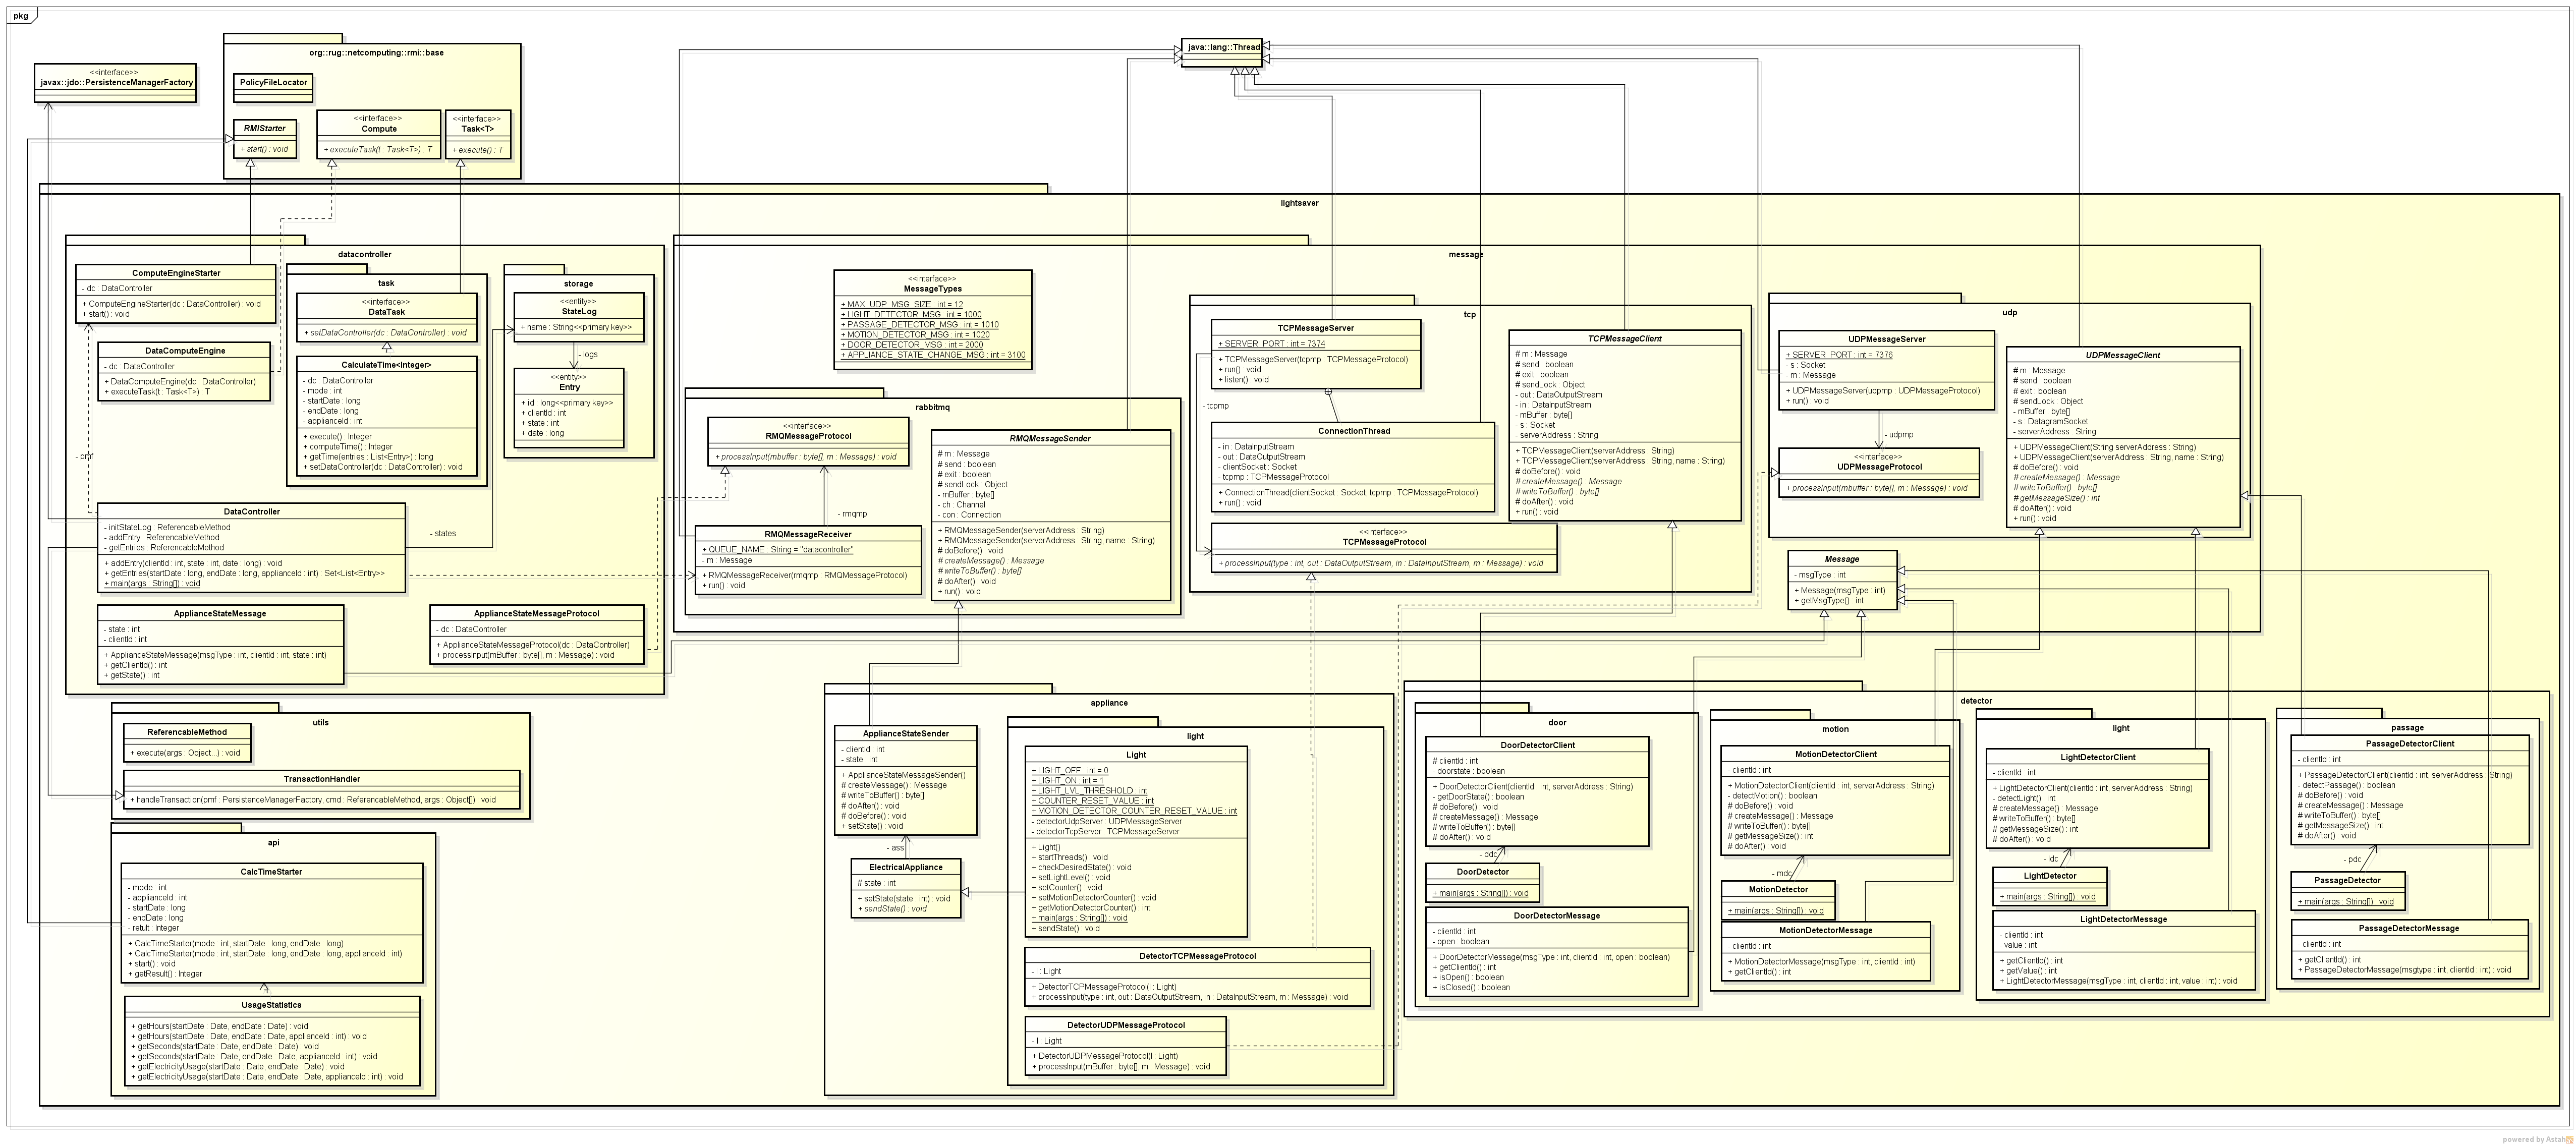 pkg
org::rug::netcomputing::rmi::base
PolicyFileLocator
RMIStarter
+ start() : void
<<interface>>
Compute
+ executeTask(t : Task<T>) : T
<<interface>>
Task<T>
+ execute() : T
<<interface>>
javax::jdo::PersistenceManagerFactory
java::lang::Thread
lightsaver
datacontroller
ComputeEngineStarter
- dc : DataController
+ ComputeEngineStarter(dc : DataController) : void
+ start() : void
DataComputeEngine
- dc : DataController
+ DataComputeEngine(dc : DataController)
+ executeTask(t : Task<T>) : T
task
<<interface>>
DataTask
+ setDataController(dc : DataController) : void
CalculateTime<Integer>
- dc : DataController
- mode : int
- startDate : long
- endDate : long
- applianceId : int
+ execute() : Integer
+ computeTime() : Integer
+ getTime(entries : List<Entry>) : long
+ setDataController(dc : DataController) : void
storage
<<entity>>
StateLog
+ name : String<<primary key>>
- logs
<<entity>>
Entry
+ id : long<<primary key>>
+ clientId : int
+ state : int
+ date : long
- pmf
DataController
- initStateLog : ReferencableMethod
- addEntry : ReferencableMethod
- getEntries : ReferencableMethod
+ addEntry(clientId : int, state : int, date : long) : void
+ getEntries(startDate : long, endDate : long, applianceId : int) : Set<List<Entry>>
+ main(args : String[]) : void
- states
ApplianceStateMessage
- state : int
- clientId : int
+ ApplianceStateMessage(msgType : int, clientId : int, state : int)
+ getClientId() : int
+ getState() : int
ApplianceStateMessageProtocol
- dc : DataController
+ ApplianceStateMessageProtocol(dc : DataController)
+ processInput(mBuffer : byte[], m : Message) : void
message
<<interface>>
MessageTypes
+ MAX_UDP_MSG_SIZE : int = 12
+ LIGHT_DETECTOR_MSG : int = 1000
+ PASSAGE_DETECTOR_MSG : int = 1010
+ MOTION_DETECTOR_MSG : int = 1020
+ DOOR_DETECTOR_MSG : int = 2000
+ APPLIANCE_STATE_CHANGE_MSG : int = 3100
rabbitmq
<<interface>>
RMQMessageProtocol
+ processInput(mbuffer : byte[], m : Message) : void
- rmqmp
RMQMessageReceiver
+ QUEUE_NAME : String = "datacontroller"
- m : Message
+ RMQMessageReceiver(rmqmp : RMQMessageProtocol)
+ run() : void
RMQMessageSender
# m : Message
# send : boolean
# exit : boolean
# sendLock : Object
- mBuffer : byte[]
- ch : Channel
- con : Connection
+ RMQMessageSender(serverAddress : String)
+ RMQMessageSender(serverAddress : String, name : String)
# doBefore() : void
# createMessage() : Message
# writeToBuffer() : byte[]
# doAfter() : void
+ run() : void
tcp
TCPMessageServer
+ SERVER_PORT : int = 7374
+ TCPMessageServer(tcpmp : TCPMessageProtocol)
+ run() : void
+ listen() : void
- tcpmp
ConnectionThread
- in : DataInputStream
- out : DataOutputStream
- clientSocket : Socket
- tcpmp : TCPMessageProtocol
+ ConnectionThread(clientSocket : Socket, tcpmp : TCPMessageProtocol)
+ run() : void
<<interface>>
TCPMessageProtocol
+ processInput(type : int, out : DataOutputStream, in : DataInputStream, m : Message) : void
TCPMessageClient
# m : Message
# send : boolean
# exit : boolean
# sendLock : Object
- out : DataOutputStream
- in : DataInputStream
- mBuffer : byte[]
- s : Socket
- serverAddress : String
+ TCPMessageClient(serverAddress : String)
+ TCPMessageClient(serverAddress : String, name : String)
# doBefore() : void
# createMessage() : Message
# writeToBuffer() : byte[]
# doAfter() : void
+ run() : void
udp
UDPMessageServer
+ SERVER_PORT : int = 7376
- s : Socket
- m : Message
+ UDPMessageServer(udpmp : UDPMessageProtocol)
+ run() : void
- udpmp
<<interface>>
UDPMessageProtocol
+ processInput(mbuffer : byte[], m : Message) : void
UDPMessageClient
# m : Message
# send : boolean
# exit : boolean
# sendLock : Object
- mBuffer : byte[]
- s : DatagramSocket
- serverAddress : String
+ UDPMessageClient(String serverAddress : String)
+ UDPMessageClient(serverAddress : String, name : String)
# doBefore() : void
# createMessage() : Message
# writeToBuffer() : byte[]
# getMessageSize() : int
# doAfter() : void
+ run() : void
Message
- msgType : int
+ Message(msgType : int)
+ getMsgType() : int
utils
ReferencableMethod
+ execute(args : Object...) : void
TransactionHandler
+ handleTransaction(pmf : PersistenceManagerFactory, cmd : ReferencableMethod, args : Object[]) : void
api
CalcTimeStarter
- mode : int
- applianceId : int
- startDate : long
- endDate : long
- retult : Integer
+ CalcTimeStarter(mode : int, startDate : long, endDate : long)
+ CalcTimeStarter(mode : int, startDate : long, endDate : long, applianceId : int)
+ start() : void
+ getResult() : Integer
UsageStatistics
+ getHours(startDate : Date, endDate : Date) : void
+ getHours(startDate : Date, endDate : Date, applianceId : int) : void
+ getSeconds(startDate : Date, endDate : Date) : void
+ getSeconds(startDate : Date, endDate : Date, applianceId : int) : void
+ getElectricityUsage(startDate : Date, endDate : Date) : void
+ getElectricityUsage(startDate : Date, endDate : Date, applianceId : int) : void
appliance
ApplianceStateSender
- clientId : int
- state : int
+ ApplianceStateMessageSender()
# createMessage() : Message
# writeToBuffer() : byte[]
# doAfter() : void
# doBefore() : void
+ setState() : void
- ass
ElectricalAppliance
# state : int
+ setState(state : int) : void
+ sendState() : void
light
Light
+ LIGHT_OFF : int = 0
+ LIGHT_ON : int = 1
+ LIGHT_LVL_THRESHOLD : int
+ COUNTER_RESET_VALUE : int
+ MOTION_DETECTOR_COUNTER_RESET_VALUE : int
- detectorUdpServer : UDPMessageServer
- detectorTcpServer : TCPMessageServer
+ Light()
+ startThreads() : void
+ checkDesiredState() : void
+ setLightLevel() : void
+ setCounter() : void
+ setMotionDetectorCounter() : void
+ getMotionDetectorCounter() : int
+ main(args : String[]) : void
+ sendState() : void
DetectorTCPMessageProtocol
- l : Light
+ DetectorTCPMessageProtocol(l : Light)
+ processInput(type : int, out : DataOutputStream, in : DataInputStream, m : Message) : void
DetectorUDPMessageProtocol
- l : Light
+ DetectorUDPMessageProtocol(l : Light)
+ processInput(mBuffer : byte[], m : Message) : void
detector
door
DoorDetectorClient
# clientId : int
- doorstate : boolean
+ DoorDetectorClient(clientId : int, serverAddress : String)
- getDoorState() : boolean
# doBefore() : void
# createMessage() : Message
# writeToBuffer() : byte[]
# doAfter() : void
- ddc
DoorDetector
+ main(args : String[]) : void
DoorDetectorMessage
- clientId : int
- open : boolean
+ DoorDetectorMessage(msgType : int, clientId : int, open : boolean)
+ getClientId() : int
+ isOpen() : boolean
+ isClosed() : boolean
motion
MotionDetectorClient
- clientId : int
+ MotionDetectorClient(clientId : int, serverAddress : String)
- detectMotion() : boolean
# doBefore() : void
# createMessage() : Message
# writeToBuffer() : byte[]
# getMessageSize() : int
# doAfter() : void
- mdc
MotionDetector
+ main(args : String[]) : void
MotionDetectorMessage
- clientId : int
+ MotionDetectorMessage(msgType : int, clientId : int)
+ getClientId() : int
light
LightDetectorClient
- clientId : int
+ LightDetectorClient(clientId : int, serverAddress : String)
- detectLight() : int
# createMessage() : Message
# writeToBuffer() : byte[]
# getMessageSize() : int
# doAfter() : void
- ldc
LightDetector
+ main(args : String[]) : void
LightDetectorMessage
- clientId : int
- value : int
+ getClientId() : int
+ getValue() : int
+ LightDetectorMessage(msgType : int, clientId : int, value : int) : void
passage
PassageDetectorClient
- clientId : int
+ PassageDetectorClient(clientId : int, serverAddress : String)
- detectPassage() : boolean
# doBefore() : void
# createMessage() : Message
# writeToBuffer() : byte[]
# getMessageSize() : int
# doAfter() : void
- pdc
PassageDetector
+ main(args : String[]) : void
PassageDetectorMessage
- clientId : int
+ getClientId() : int
+ PassageDetectorMessage(msgtype : int, clientId : int) : void
powered by Astah